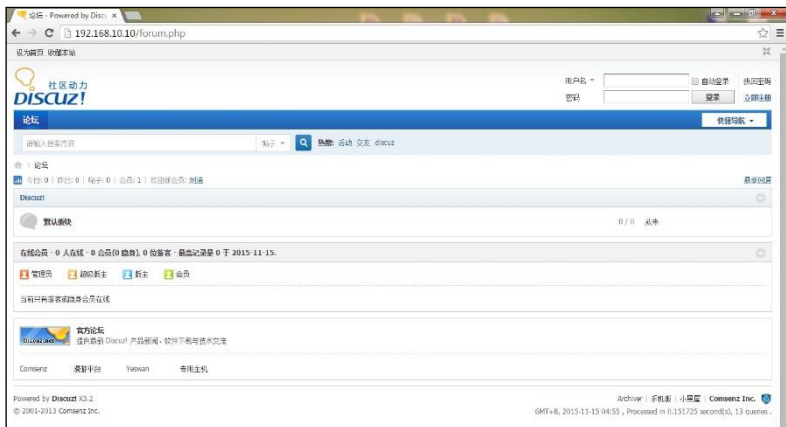 论坛 - Powered by Disc
192.168.10.10/forum.php
设为首页 收藏本站
社区动力
DISCUZ!
用户名
自动登录 找回密码
密码
登录 立即注册
论坛
快捷导航
请输入搜索内容 帖子 热搜: 活动 交友 discuz
论坛
今日: 0 | 昨日: 0 | 帖子: 0 | 会员: 1 | 欢迎新会员:
最新回复
Discuz!
默认版块 0 / 0 从未
在线会员 - 0 人在线 - 0 会员(0 隐身), 0 位游客 - 最高记录是 0 于 2015-11-15.
管理员 超级版主 版主 会员
当前只有游客或隐身会员在线
Discuz.net
官方论坛
提供最新 Discuz! 产品新闻、软件下载与技术交流
Comsenz 漫游平台 Yeswan 专用主机
Powered by Discuz! X3.2
© 2001-2013 Comsenz Inc.
Archiver | 手机版 | 小黑屋 | Comsenz Inc.
GMT+8, 2015-11-15 04:55 , Processed in 0.151725 second(s), 13 queries .